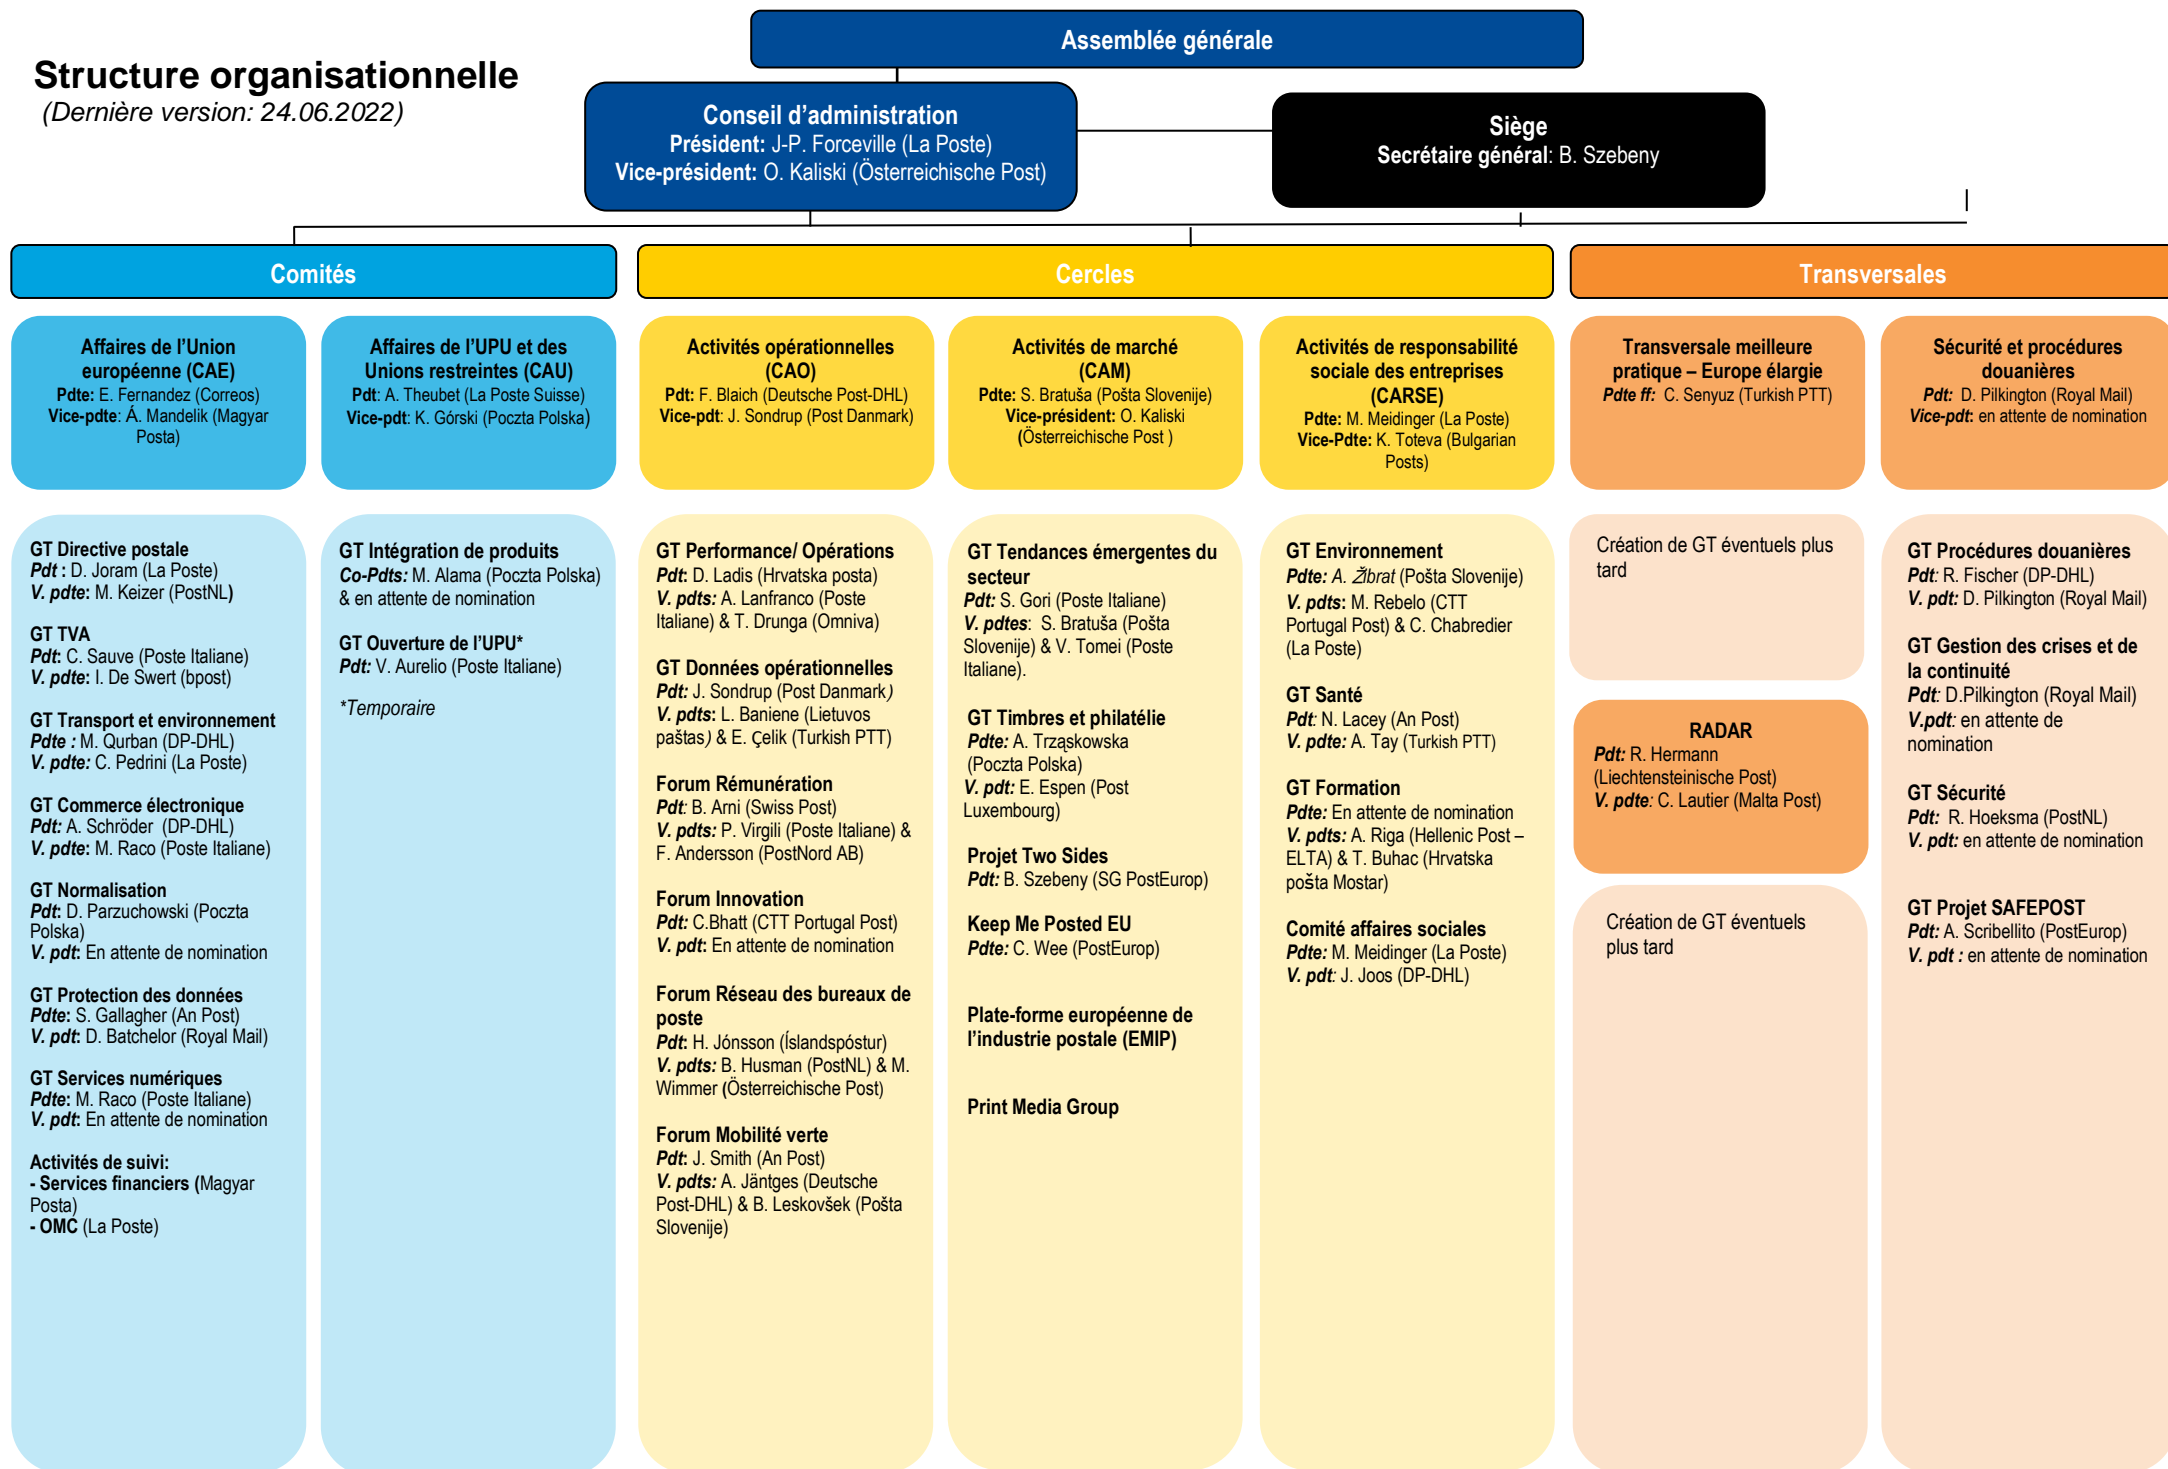 Structure organisationnelle
(Dernière version: 24.06.2022)
Assemblée générale
Conseil d’administration
Président: J-P. Forceville (La Poste)
Vice-président: O. Kaliski (Österreichische Post)
Siège
Secrétaire général: B. Szebeny
Comités
Cercles
Transversales
Affaires de l’Union
européenne (CAE)
Pdte: E. Fernandez (Correos)
Vice-pdte: Á. Mandelik (Magyar
Posta)
Affaires de l’UPU et des
Unions restreintes (CAU)
Pdt: A. Theubet (La Poste Suisse)
Vice-pdt: K. Górski (Poczta Polska)
Activités opérationnelles
(CAO)
Pdt: F. Blaich (Deutsche Post-DHL)
Vice-pdt: J. Sondrup (Post Danmark)
Activités de marché
(CAM)
Pdte: S. Bratuša (Pošta Slovenije)
Vice-président: O. Kaliski
(Österreichische Post )
Activités de responsabilité
sociale des entreprises
(CARSE)
Pdte: M. Meidinger (La Poste)
Vice-Pdte: K. Toteva (Bulgarian
Posts)
Transversale meilleure
pratique – Europe élargie
Pdte ff: C. Senyuz (Turkish PTT)
Sécurité et procédures
douanières
Pdt: D. Pilkington (Royal Mail)
Vice-pdt: en attente de nomination
GT Directive postale
Pdt : D. Joram (La Poste)
V. pdte: M. Keizer (PostNL)
GT TVA
Pdt: C. Sauve (Poste Italiane)
V. pdte: I. De Swert (bpost)
GT Transport et environnement
Pdte : M. Qurban (DP-DHL)
V. pdte: C. Pedrini (La Poste)
GT Commerce électronique
Pdt: A. Schröder (DP-DHL)
V. pdte: M. Raco (Poste Italiane)
GT Normalisation
Pdt: D. Parzuchowski (Poczta
Polska)
V. pdt: En attente de nomination
GT Protection des données
Pdte: S. Gallagher (An Post)
V. pdt: D. Batchelor (Royal Mail)
GT Services numériques
Pdte: M. Raco (Poste Italiane)
V. pdt: En attente de nomination
Activités de suivi:
- Services financiers (Magyar
Posta)
- OMC (La Poste)
GT Intégration de produits
Co-Pdts: M. Alama (Poczta Polska)
& en attente de nomination
GT Ouverture de l’UPU*
Pdt: V. Aurelio (Poste Italiane)
*Temporaire
GT Performance/ Opérations
Pdt: D. Ladis (Hrvatska posta)
V. pdts: A. Lanfranco (Poste
Italiane) & T. Drunga (Omniva)
GT Données opérationnelles
Pdt: J. Sondrup (Post Danmark)
V. pdts: L. Baniene (Lietuvos
paštas) & E. Çelik (Turkish PTT)
Forum Rémunération
Pdt: B. Arni (Swiss Post)
V. pdts: P. Virgili (Poste Italiane) &
F. Andersson (PostNord AB)
Forum Innovation
Pdt: C.Bhatt (CTT Portugal Post)
V. pdt: En attente de nomination
Forum Réseau des bureaux de
poste
Pdt: H. Jónsson (Íslandspóstur)
V. pdts: B. Husman (PostNL) & M.
Wimmer (Österreichische Post)
Forum Mobilité verte
Pdt: J. Smith (An Post)
V. pdts: A. Jäntges (Deutsche
Post-DHL) & B. Leskovšek (Pošta
Slovenije)
GT Tendances émergentes du
secteur
Pdt: S. Gori (Poste Italiane)
V. pdtes: S. Bratuša (Pošta
Slovenije) & V. Tomei (Poste
Italiane).
GT Timbres et philatélie
Pdte: A. Trząskowska
(Poczta Polska)
V. pdt: E. Espen (Post
Luxembourg)
Projet Two Sides
Pdt: B. Szebeny (SG PostEurop)
Keep Me Posted EU
Pdte: C. Wee (PostEurop)
Plate-forme européenne de
l’industrie postale (EMIP)
Print Media Group
GT Environnement
Pdte: A. Žibrat (Pošta Slovenije)
V. pdts: M. Rebelo (CTT
Portugal Post) & C. Chabredier
(La Poste)
GT Santé
Pdt: N. Lacey (An Post)
V. pdte: A. Tay (Turkish PTT)
GT Formation
Pdte: En attente de nomination
V. pdts: A. Riga (Hellenic Post –
ELTA) & T. Buhac (Hrvatska
pošta Mostar)
Comité affaires sociales
Pdte: M. Meidinger (La Poste)
V. pdt: J. Joos (DP-DHL)
Création de GT éventuels plus
tard
RADAR
Pdt: R. Hermann
(Liechtensteinische Post)
V. pdte: C. Lautier (Malta Post)
Création de GT éventuels
plus tard
GT Procédures douanières
Pdt: R. Fischer (DP-DHL)
V. pdt: D. Pilkington (Royal Mail)
GT Gestion des crises et de
la continuité
Pdt: D.Pilkington (Royal Mail)
V.pdt: en attente de
nomination
GT Sécurité
Pdt: R. Hoeksma (PostNL)
V. pdt: en attente de nomination
GT Projet SAFEPOST
Pdt: A. Scribellito (PostEurop)
V. pdt : en attente de nomination